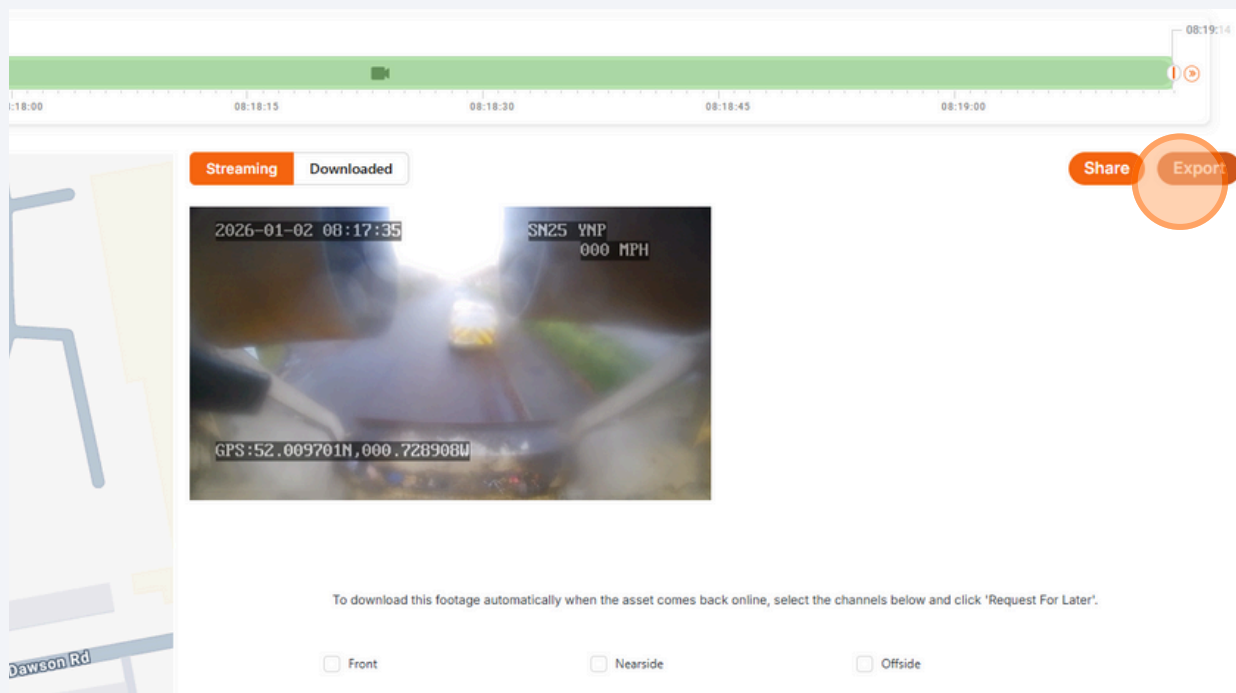 08:19:14
:18:00 08:18:15 08:18:30 08:18:45 08:19:00
Streaming Downloaded Share Export
2026-01-02 08:17:35 SN25 YNP
000 MPH
GPS:52.009701N,000.728908W
To download this footage automatically when the asset comes back online, select the channels below and click 'Request For Later'.
Dawson Rd
Front Nearside Offside